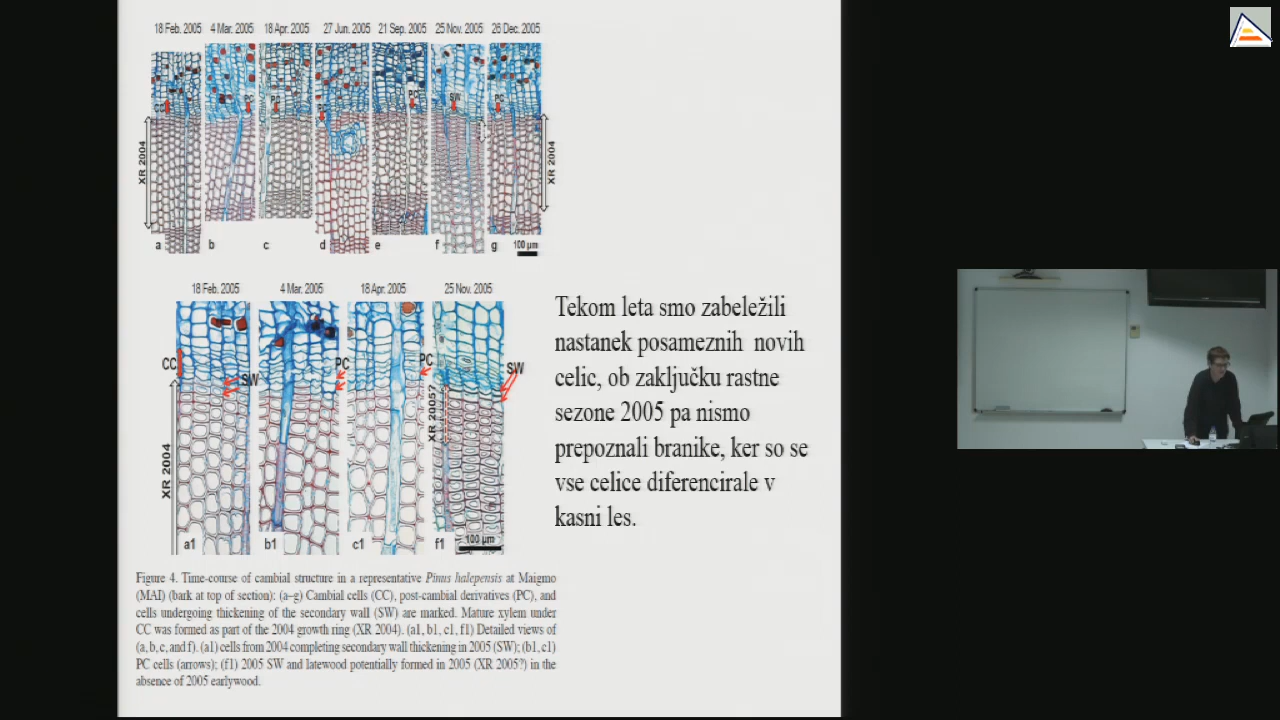 18 Feb. 2005 4 Mar. 2005 18 Apr. 2005 27 Jun. 2005 21 Sep. 2005 25 Nov. 2005 26 Dec. 2005
CC PC PC PC PC SW PC
XR 2004 XR 2004
a b c d e f g 100 µm
18 Feb. 2005 4 Mar. 2005 18 Apr. 2005 25 Nov. 2005
CC SW PC PC SW
XR 2004 XR 2005?
a1 b1 c1 f1 100 µm
Tekom leta smo zabeležili
nastanek posameznih novih
celic, ob zaključku rastne
sezone 2005 pa nismo
prepoznali branike, ker so se
vse celice diferencirale v
kasni les.
Figure 4. Time-course of cambial structure in a representative Pinus halepensis at Maigmo
(MAI) (bark at top of section): (a–g) Cambial cells (CC), post-cambial derivatives (PC), and
cells undergoing thickening of the secondary wall (SW) are marked. Mature xylem under
CC was formed as part of the 2004 growth ring (XR 2004). (a1, b1, c1, f1) Detailed views of
(a, b, c, and f). (a1) cells from 2004 completing secondary wall thickening in 2005 (SW); (b1, c1)
PC cells (arrows); (f1) 2005 SW and latewood potentially formed in 2005 (XR 2005?) in the
absence of 2005 earlywood.